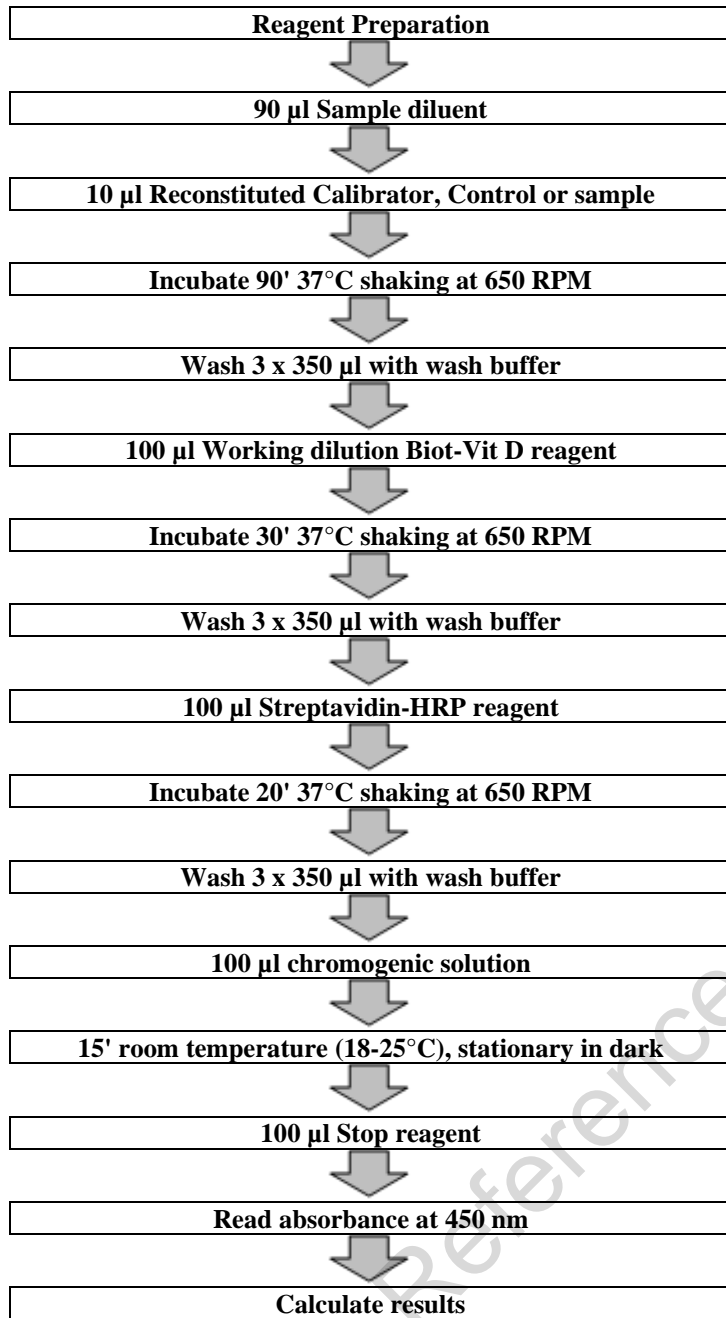 Reagent Preparation
90 µl Sample diluent
10 µl Reconstituted Calibrator, Control or sample
Incubate 90' 37°C shaking at 650 RPM
Wash 3 x 350 µl with wash buffer
100 µl Working dilution Biot-Vit D reagent
Incubate 30' 37°C shaking at 650 RPM
Wash 3 x 350 µl with wash buffer
100 µl Streptavidin-HRP reagent
Incubate 20' 37°C shaking at 650 RPM
Wash 3 x 350 µl with wash buffer
100 µl chromogenic solution
15' room temperature (18-25°C), stationary in dark
100 µl Stop reagent
Read absorbance at 450 nm
Calculate results
Reference